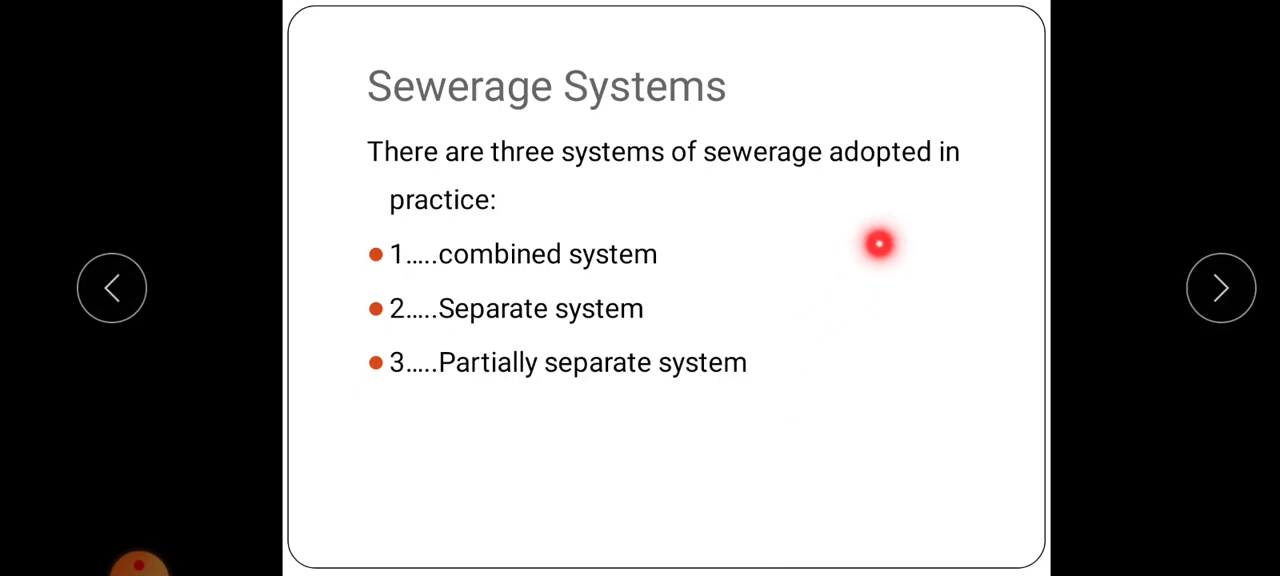 Sewerage Systems
There are three systems of sewerage adopted in
practice:
1.....combined system
2.....Separate system
3.....Partially separate system